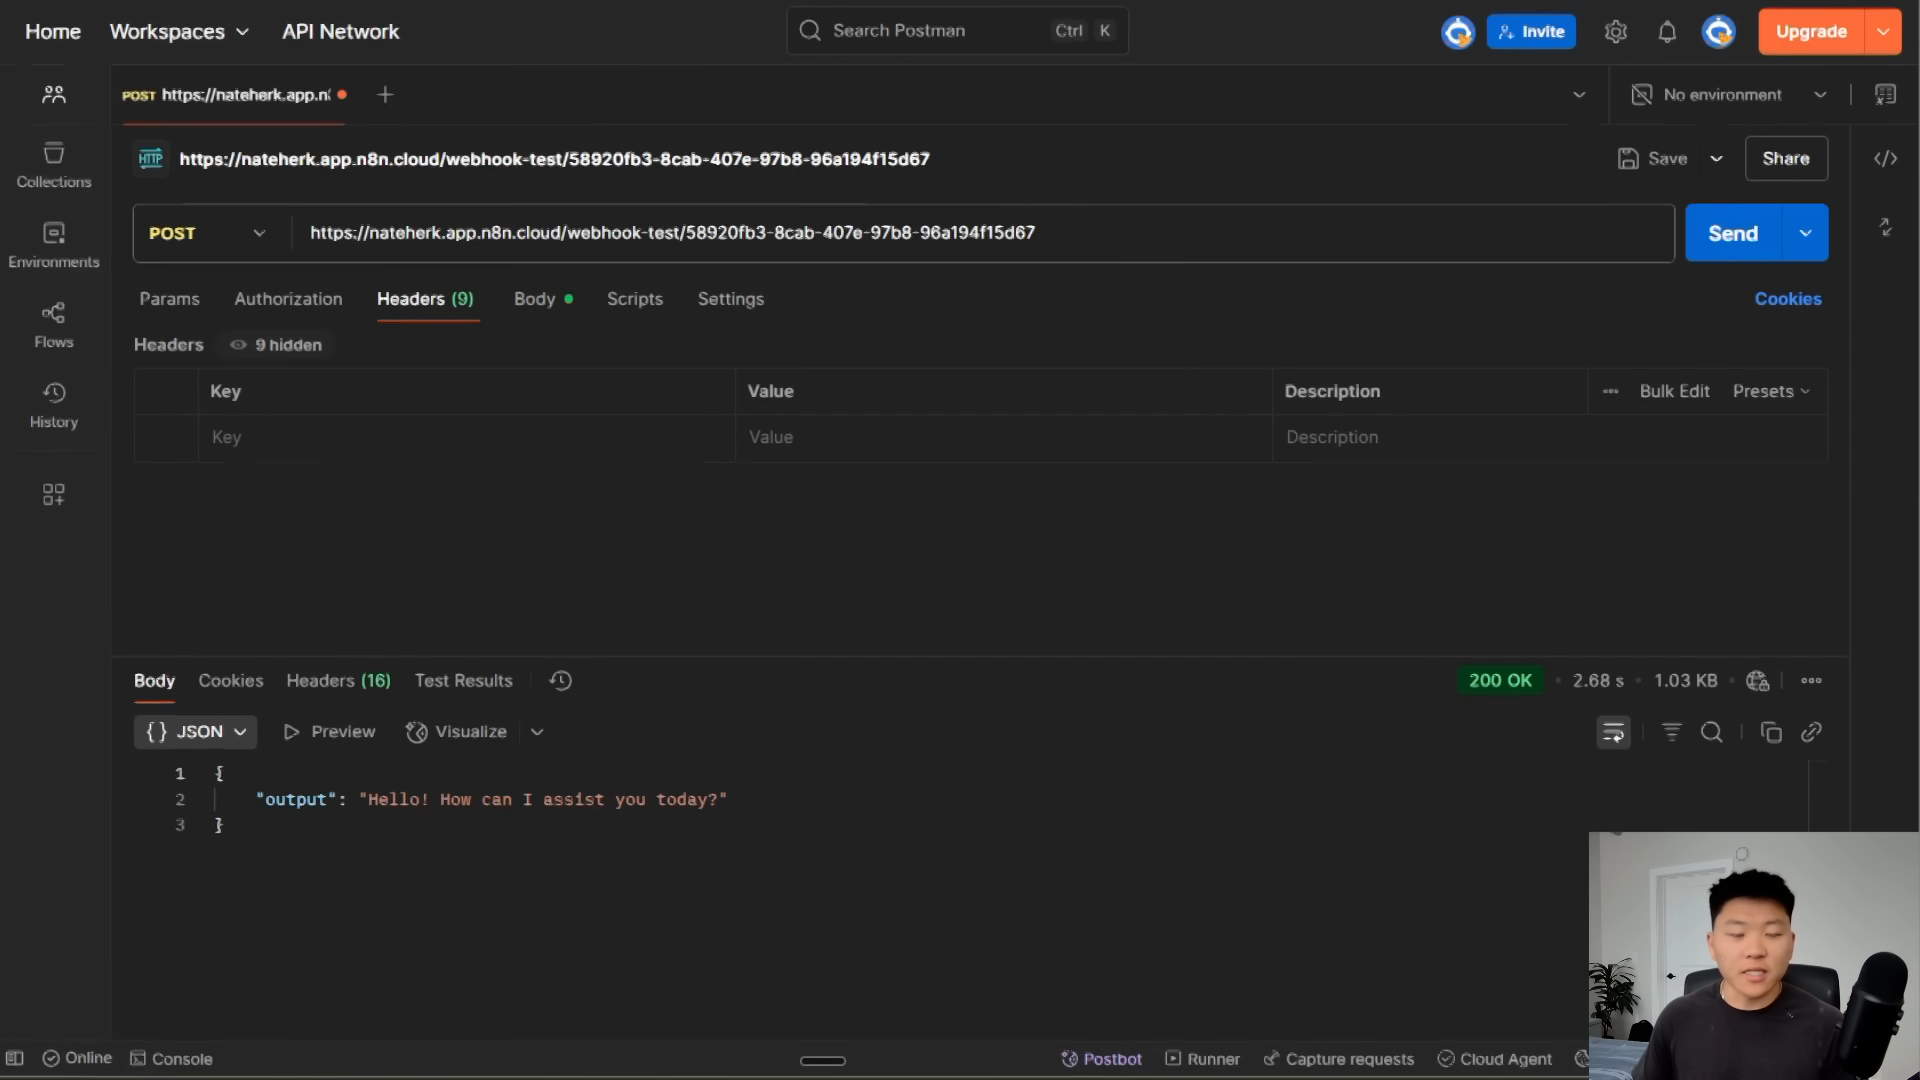 Home
Workspaces
API Network
Search Postman
Ctrl K
Invite
Upgrade
POST https://nateherk.app.n
No environment
HTTP
https://nateherk.app.n8n.cloud/webhook-test/58920fb3-8cab-407e-97b8-96a194f15d67
Save
Share
Collections
Environments
Flows
History
POST
https://nateherk.app.n8n.cloud/webhook-test/58920fb3-8cab-407e-97b8-96a194f15d67
Send
Params
Authorization
Headers (9)
Body
Scripts
Settings
Cookies
Headers
9 hidden
Key
Value
Description
Bulk Edit
Presets
Key
Value
Description
Body
Cookies
Headers (16)
Test Results
200 OK
2.68 s
1.03 KB
{} JSON
Preview
Visualize
1 {
2 "output": "Hello! How can I assist you today?"
3 }
Online
Console
Postbot
Runner
Capture requests
Cloud Agent